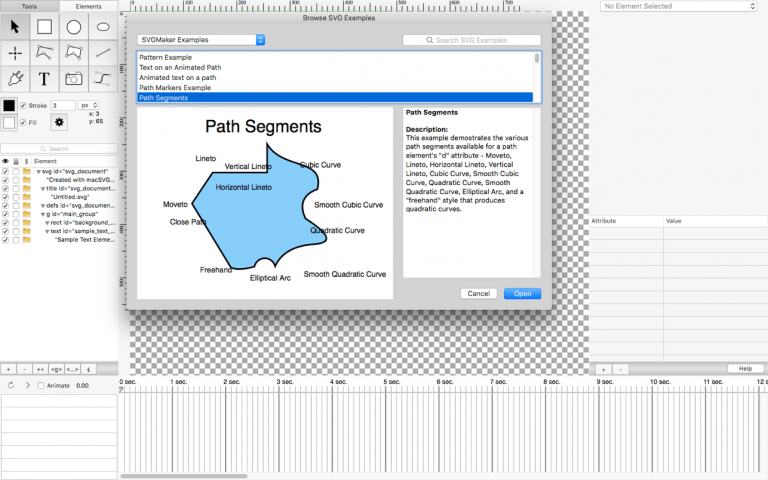 Tools Elements
Browse SVG Examples
No Element Selected
SVGMaker Examples
Search SVG Examples
Pattern Example
Text on an Animated Path
Animated text on a path
Path Markers Example
Path Segments
T
Stroke 3 px
x: 3
y: 65
Fill
Search
S Element
svg id="svg_document"
"Created with macSVG...
title id="svg_document...
"Untitled.svg"
defs id="svg_docume...
g id="main_group"
rect id="background_...
text id="sample_text_...
"Sample Text Eleme...
Path Segments
Lineto
Vertical Lineto
Cubic Curve
Horizontal Lineto
Moveto
Smooth Cubic Curve
Close Path
Quadratic Curve
Freehand
Elliptical Arc
Smooth Quadratic Curve
Path Segments
Description:
This example demostrates the various
path segments available for a path
element's "d" attribute - Moveto,
Lineto, Horizontal Lineto, Vertical
Lineto, Cubic Curve, Smooth Cubic
Curve, Quadratic Curve, Smooth
Quadratic Curve, Elliptical Arc, and a
"freehand" style that produces
quadratic curves.
Cancel Open
Attribute Value
+ - ++ <g> <...>
+ - Help
Animate 0.00
0 sec. 1 sec. 2 sec. 3 sec. 4 sec. 5 sec. 6 sec. 7 sec. 8 sec. 9 sec. 10 sec. 11 sec. 12 s